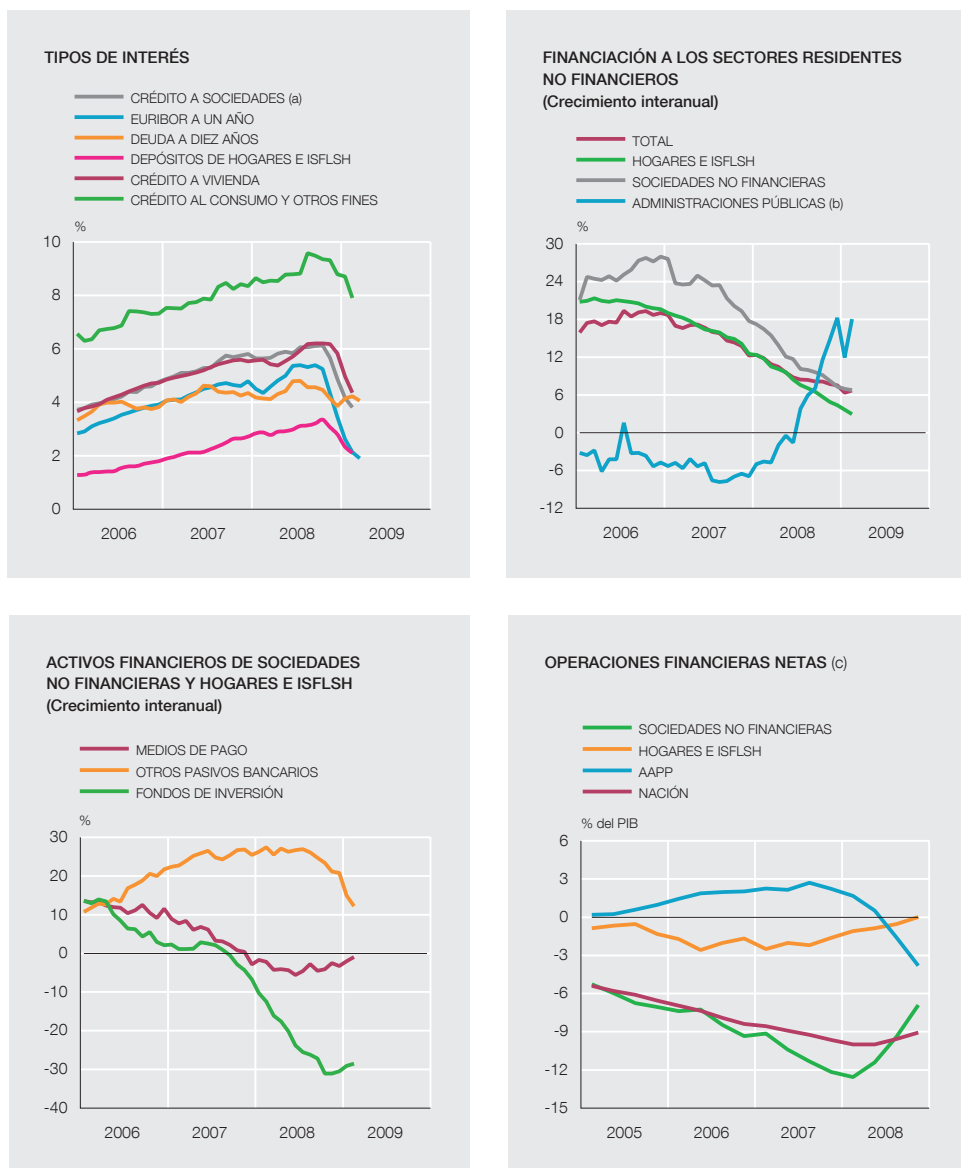 TIPOS DE INTERÉS
CRÉDITO A SOCIEDADES (a)
EURIBOR A UN AÑO
DEUDA A DIEZ AÑOS
DEPÓSITOS DE HOGARES E ISFLSH
CRÉDITO A VIVIENDA
CRÉDITO AL CONSUMO Y OTROS FINES
%
10
8
6
4
2
0
2006 2007 2008 2009
FINANCIACIÓN A LOS SECTORES RESIDENTES
NO FINANCIEROS
(Crecimiento interanual)
TOTAL
HOGARES E ISFLSH
SOCIEDADES NO FINANCIERAS
ADMINISTRACIONES PÚBLICAS (b)
%
30
24
18
12
6
0
-6
-12
2006 2007 2008 2009
ACTIVOS FINANCIEROS DE SOCIEDADES
NO FINANCIERAS Y HOGARES E ISFLSH
(Crecimiento interanual)
MEDIOS DE PAGO
OTROS PASIVOS BANCARIOS
FONDOS DE INVERSIÓN
%
30
20
10
0
-10
-20
-30
-40
2006 2007 2008 2009
OPERACIONES FINANCIERAS NETAS (c)
SOCIEDADES NO FINANCIERAS
HOGARES E ISFLSH
AAPP
NACIÓN
% del PIB
6
3
0
-3
-6
-9
-12
-15
2005 2006 2007 2008